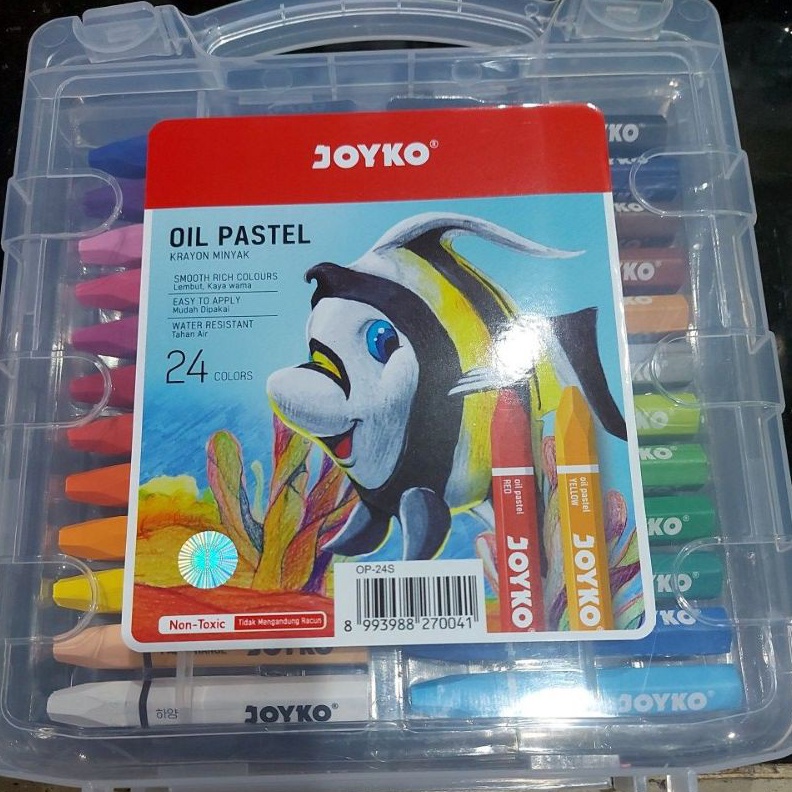 JOYKO®
OIL PASTEL
KRAYON MINYAK
SMOOTH RICH COLOURS
Lembut, Kaya warna
EASY TO APPLY
Mudah Dipakai
WATER RESISTANT
Tahan Air
24 COLORS
oil pastel
RED
JOYKO
oil pastel
YELLOW
JOYKO
OP-24S
8 993988 270041
Non-Toxic
Tidak Mengandung Racun
하양
JOYKO®
JOYKO®